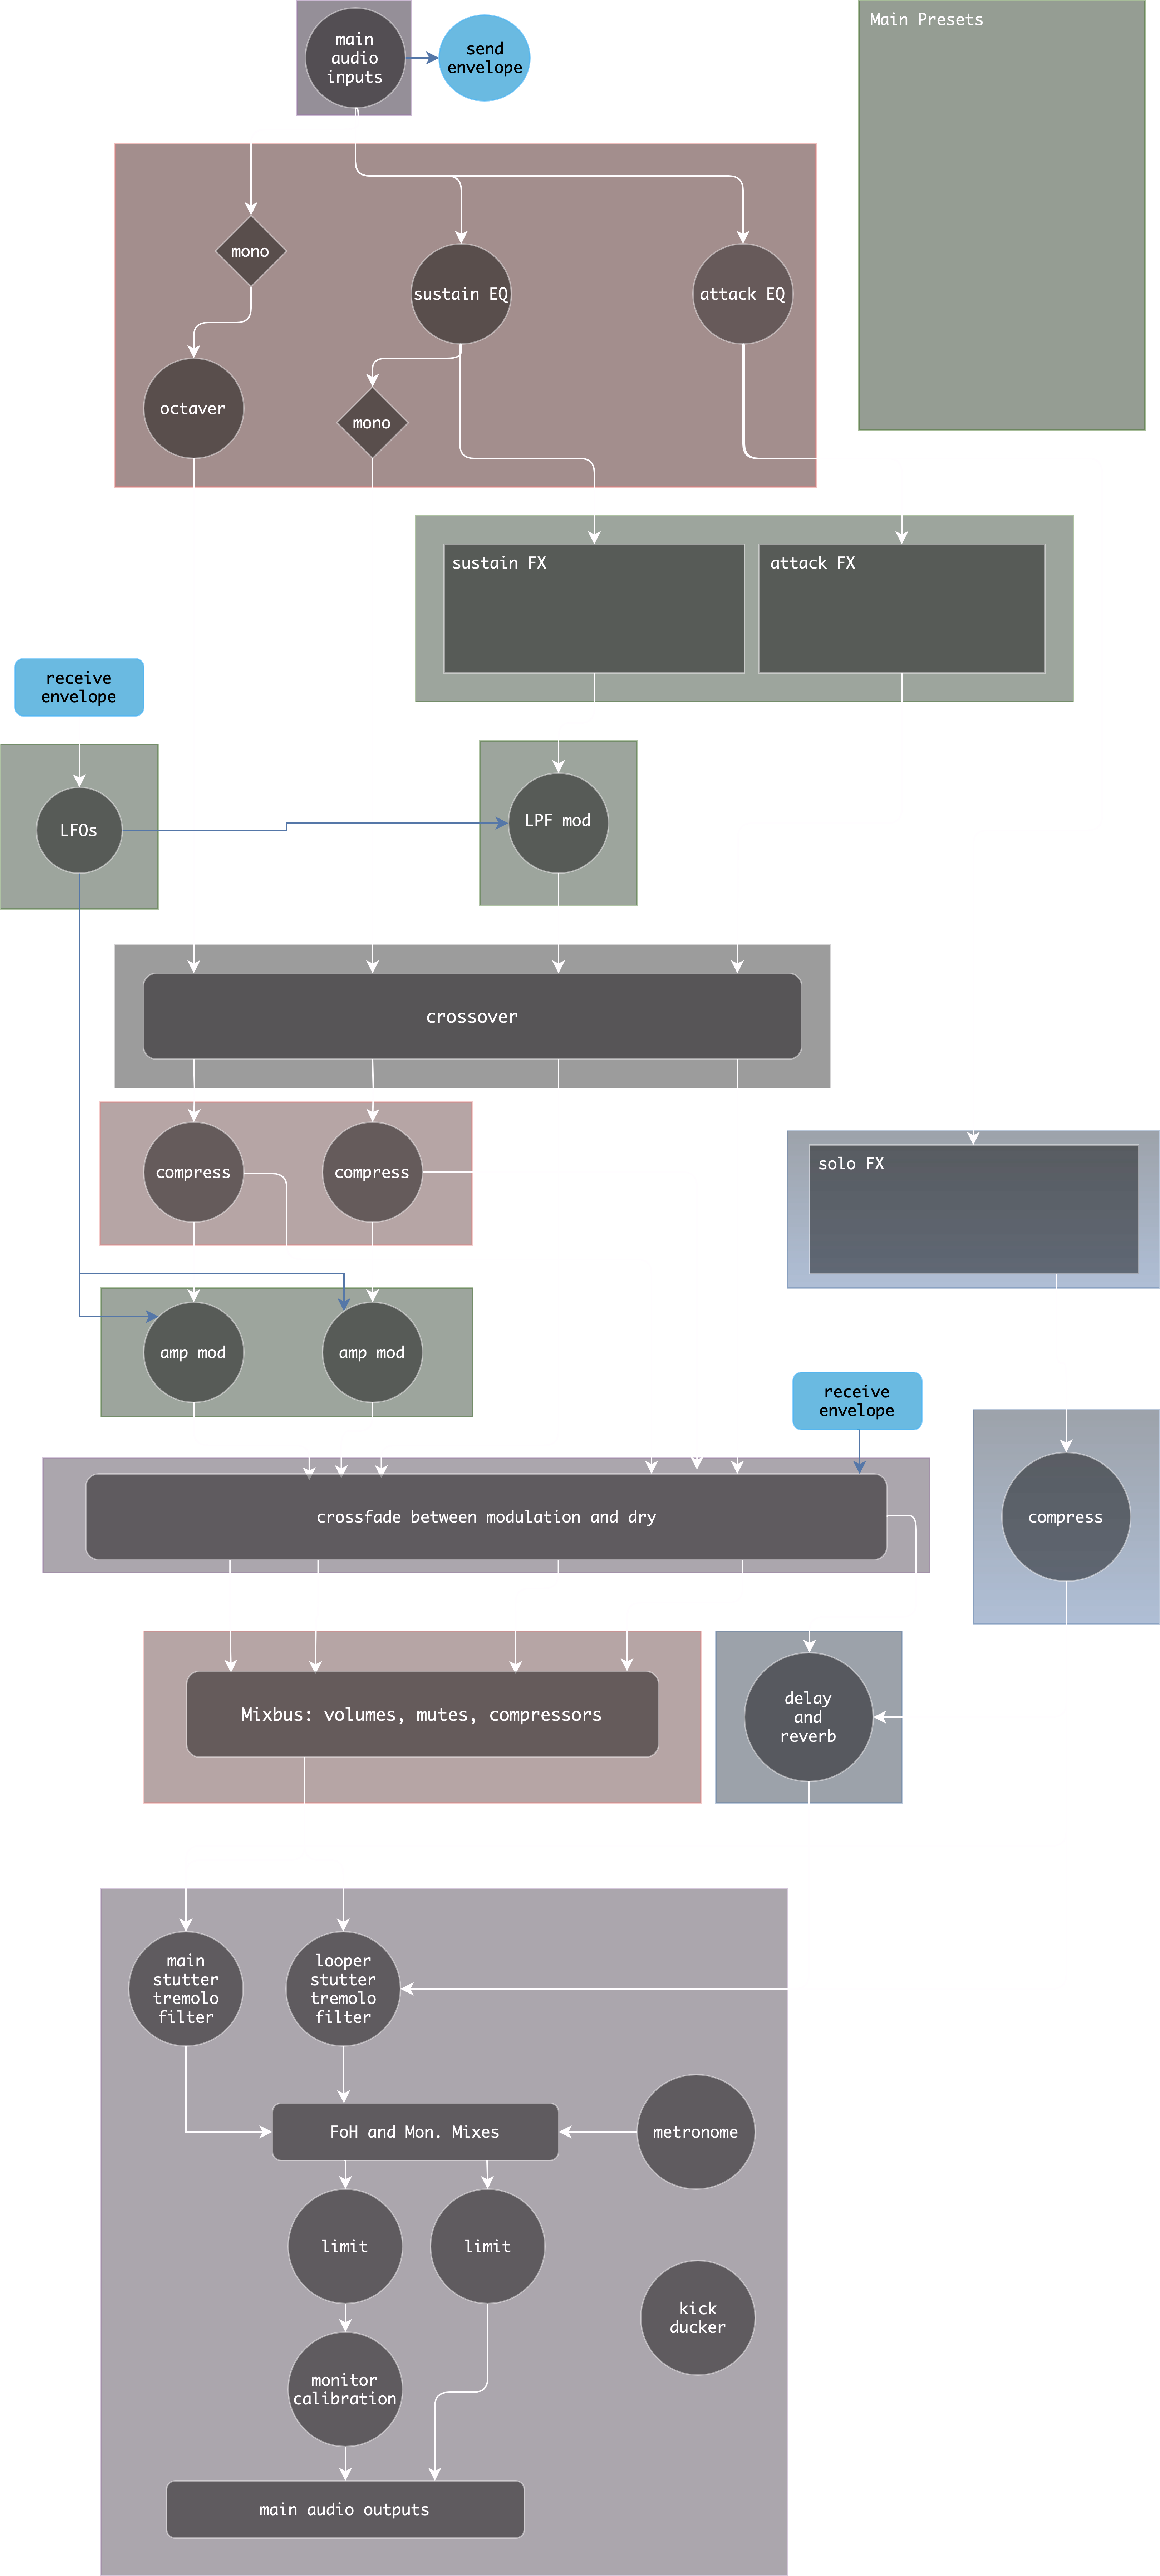 main
audio
inputs
send
envelope
Main Presets
mono
sustain EQ
attack EQ
octaver
mono
sustain FX
attack FX
receive
envelope
LFOs
LPF mod
crossover
compress
compress
solo FX
amp mod
amp mod
receive
envelope
crossfade between modulation and dry
compress
Mixbus: volumes, mutes, compressors
delay
and
reverb
main
stutter
tremolo
filter
looper
stutter
tremolo
filter
FoH and Mon. Mixes
metronome
limit
limit
kick
ducker
monitor
calibration
main audio outputs